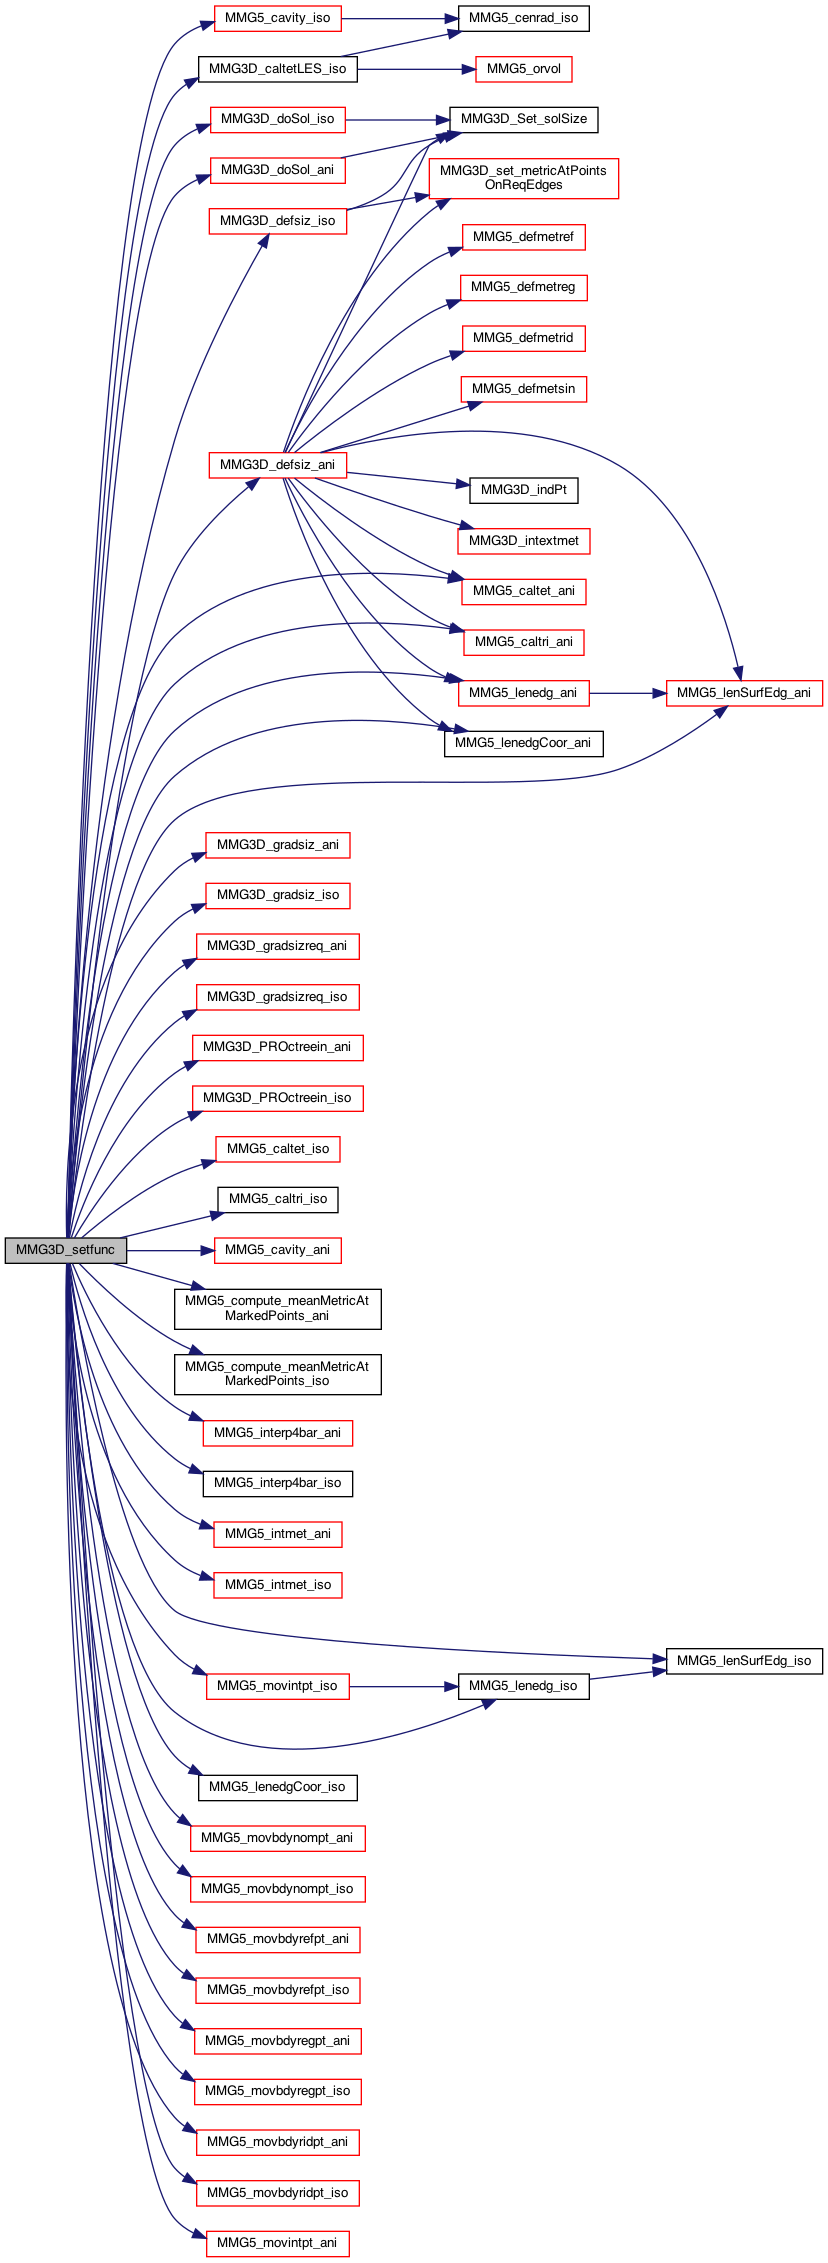 MMG5_cavity_iso
MMG5_cenrad_iso
MMG3D_caltetLES_iso
MMG5_orvol
MMG3D_doSol_iso
MMG3D_Set_solSize
MMG3D_doSol_ani
MMG3D_set_metricAtPoints
OnReqEdges
MMG3D_defsiz_iso
MMG5_defmetref
MMG5_defmetreg
MMG5_defmetrid
MMG5_defmetsin
MMG3D_defsiz_ani
MMG3D_indPt
MMG3D_intextmet
MMG5_caltet_ani
MMG5_caltri_ani
MMG5_lenedg_ani
MMG5_lenSurfEdg_ani
MMG5_lenedgCoor_ani
MMG3D_gradsiz_ani
MMG3D_gradsiz_iso
MMG3D_gradsizreq_ani
MMG3D_gradsizreq_iso
MMG3D_PROctreein_ani
MMG3D_PROctreein_iso
MMG5_caltet_iso
MMG5_caltri_iso
MMG3D_setfunc
MMG5_cavity_ani
MMG5_compute_meanMetricAt
MarkedPoints_ani
MMG5_compute_meanMetricAt
MarkedPoints_iso
MMG5_interp4bar_ani
MMG5_interp4bar_iso
MMG5_intmet_ani
MMG5_intmet_iso
MMG5_lenSurfEdg_iso
MMG5_movintpt_iso
MMG5_lenedg_iso
MMG5_lenedgCoor_iso
MMG5_movbdynompt_ani
MMG5_movbdynompt_iso
MMG5_movbdyrefpt_ani
MMG5_movbdyrefpt_iso
MMG5_movbdyregpt_ani
MMG5_movbdyregpt_iso
MMG5_movbdyridpt_ani
MMG5_movbdyridpt_iso
MMG5_movintpt_ani